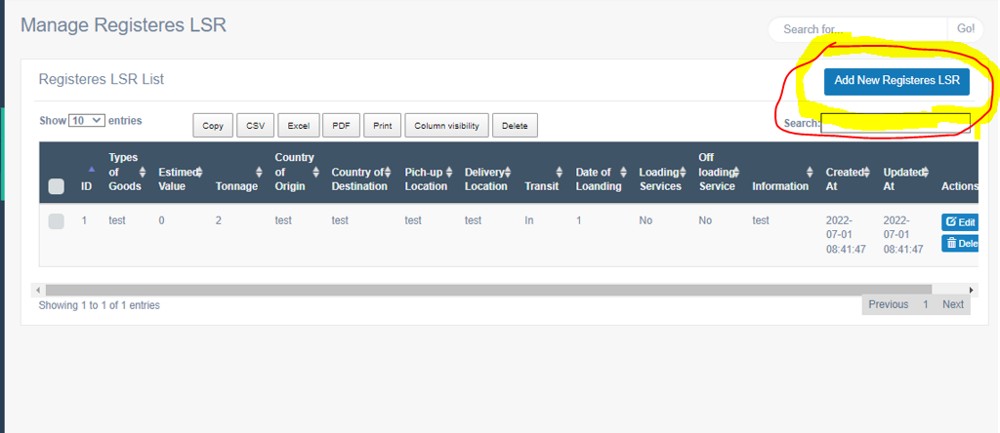 Manage Registeres LSR
Search for... Go!
Registeres LSR List
Add New Registeres LSR
Show 10 entries
Copy CSV Excel PDF Print Column visibility Delete
Search:
ID
Types of Goods
Estimed Value
Tonnage
Country of Origin
Country of Destination
Pich-up Location
Delivery Location
Transit
Date of Loanding
Loading Services
Off loading Service
Information
Created At
Updated At
Actions
1 test 0 2 test test test test In 1 No No test 2022-07-01 08:41:47 2022-07-01 08:41:47 Edit
Dele
Showing 1 to 1 of 1 entries
Previous 1 Next